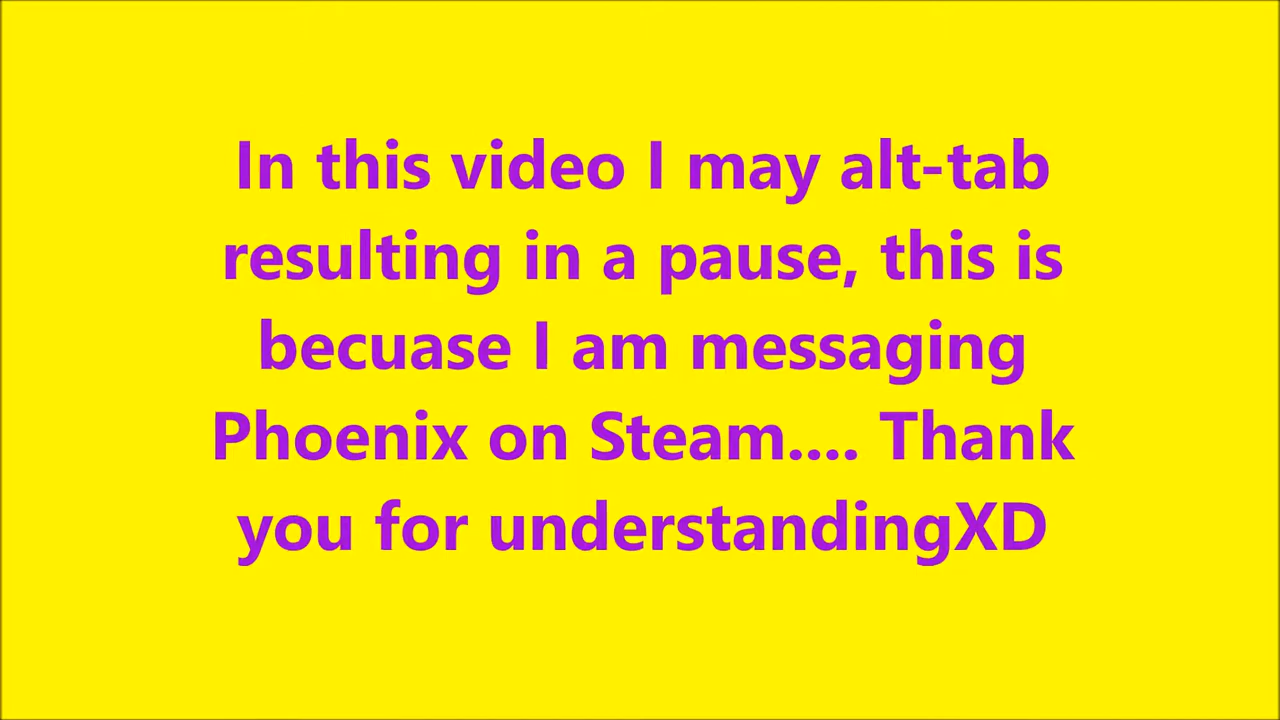 In this video I may alt-tab
resulting in a pause, this is
becuase I am messaging
Phoenix on Steam.... Thank
you for understandingXD